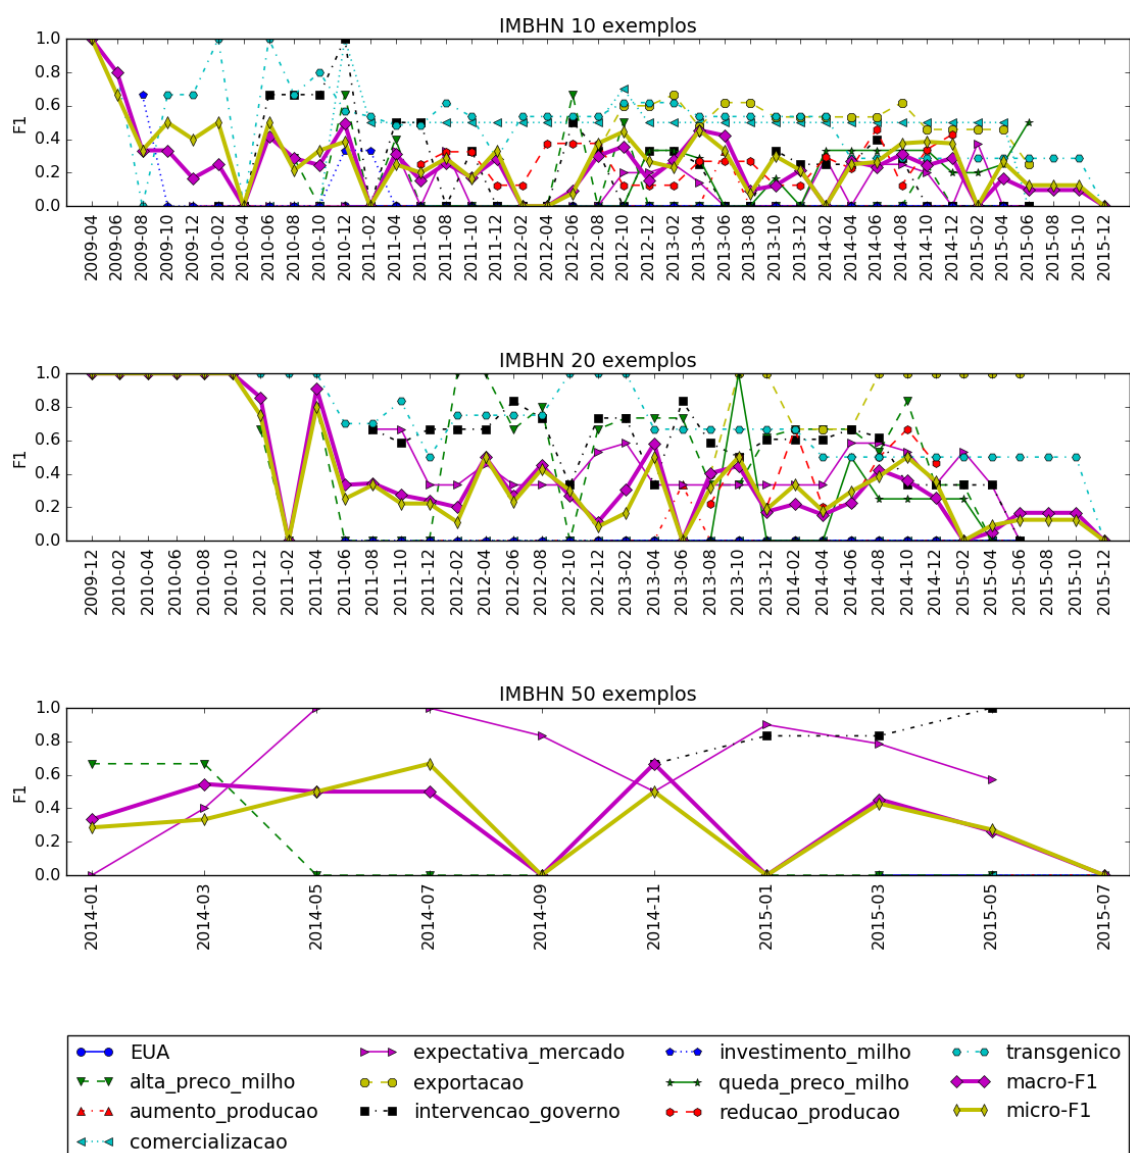 IMBHN 10 exemplos
F1
1.0
0.8
0.6
0.4
0.2
0.0
2009-04 2009-06 2009-08 2009-10 2009-12 2010-02 2010-04 2010-06 2010-08 2010-10 2010-12 2011-02 2011-04 2011-06 2011-08 2011-10 2011-12 2012-02 2012-04 2012-06 2012-08 2012-10 2012-12 2013-02 2013-04 2013-06 2013-08 2013-10 2013-12 2014-02 2014-04 2014-06 2014-08 2014-10 2014-12 2015-02 2015-04 2015-06 2015-08 2015-10 2015-12
IMBHN 20 exemplos
F1
1.0
0.8
0.6
0.4
0.2
0.0
2009-12 2010-02 2010-04 2010-06 2010-08 2010-10 2010-12 2011-02 2011-04 2011-06 2011-08 2011-10 2011-12 2012-02 2012-04 2012-06 2012-08 2012-10 2012-12 2013-02 2013-04 2013-06 2013-08 2013-10 2013-12 2014-02 2014-04 2014-06 2014-08 2014-10 2014-12 2015-02 2015-04 2015-06 2015-08 2015-10 2015-12
IMBHN 50 exemplos
F1
1.0
0.8
0.6
0.4
0.2
0.0
2014-01 2014-03 2014-05 2014-07 2014-09 2014-11 2015-01 2015-03 2015-05 2015-07
EUA expectativa_mercado investimento_milho transgenico
alta_preco_milho exportacao queda_preco_milho macro-F1
aumento_producao intervencao_governo reducao_producao micro-F1
comercializacao